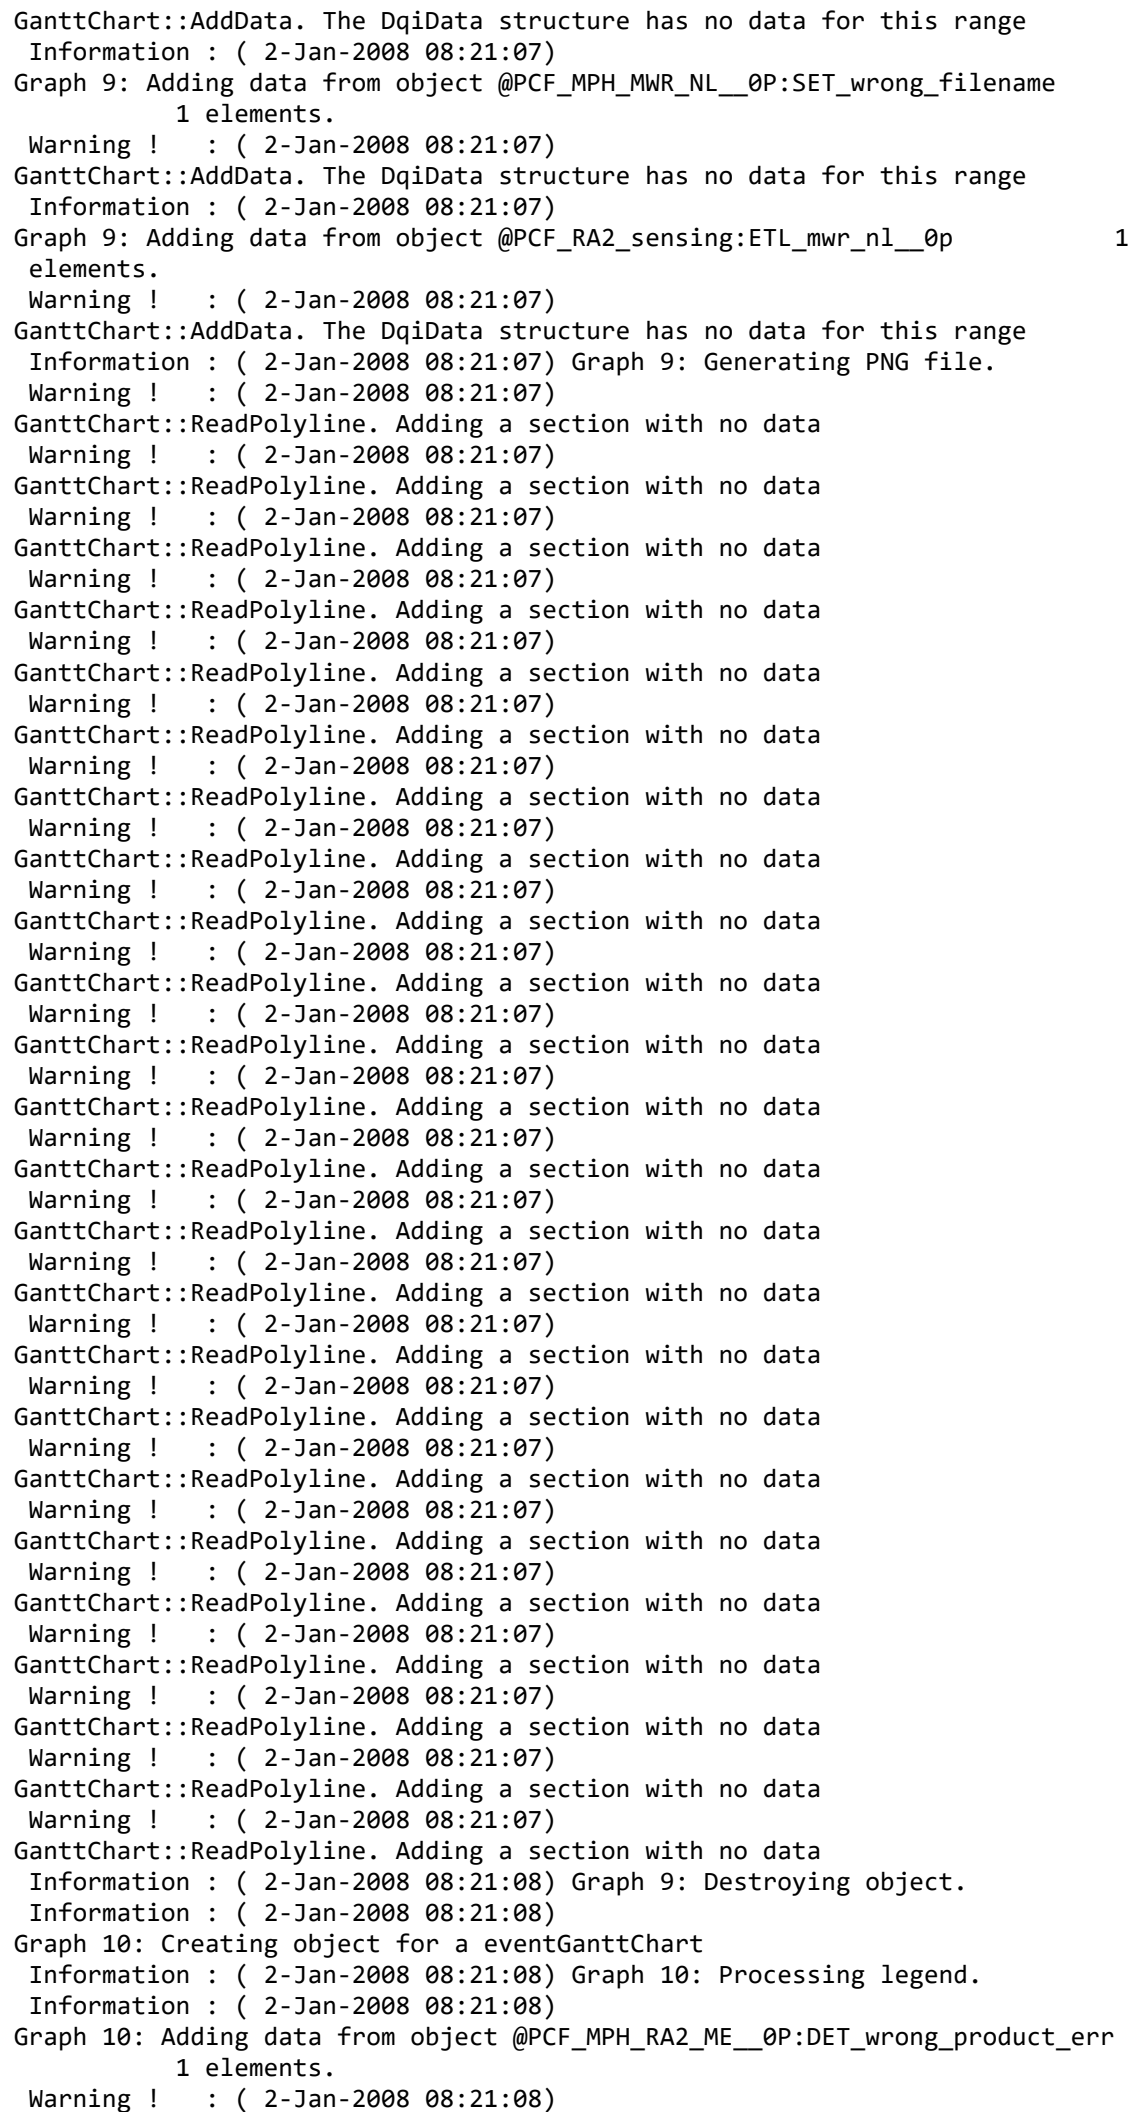 GanttChart::AddData. The DqiData structure has no data for this range
Information : ( 2-Jan-2008 08:21:07)
Graph 9: Adding data from object @PCF_MPH_MWR_NL__0P:SET_wrong_filename
1 elements.
Warning !   : ( 2-Jan-2008 08:21:07)
GanttChart::AddData. The DqiData structure has no data for this range
Information : ( 2-Jan-2008 08:21:07)
Graph 9: Adding data from object @PCF_RA2_sensing:ETL_mwr_nl__0p 1
elements.
Warning !   : ( 2-Jan-2008 08:21:07)
GanttChart::AddData. The DqiData structure has no data for this range
Information : ( 2-Jan-2008 08:21:07) Graph 9: Generating PNG file.
Warning !   : ( 2-Jan-2008 08:21:07)
GanttChart::ReadPolyline. Adding a section with no data
Warning !   : ( 2-Jan-2008 08:21:07)
GanttChart::ReadPolyline. Adding a section with no data
Warning !   : ( 2-Jan-2008 08:21:07)
GanttChart::ReadPolyline. Adding a section with no data
Warning !   : ( 2-Jan-2008 08:21:07)
GanttChart::ReadPolyline. Adding a section with no data
Warning !   : ( 2-Jan-2008 08:21:07)
GanttChart::ReadPolyline. Adding a section with no data
Warning !   : ( 2-Jan-2008 08:21:07)
GanttChart::ReadPolyline. Adding a section with no data
Warning !   : ( 2-Jan-2008 08:21:07)
GanttChart::ReadPolyline. Adding a section with no data
Warning !   : ( 2-Jan-2008 08:21:07)
GanttChart::ReadPolyline. Adding a section with no data
Warning !   : ( 2-Jan-2008 08:21:07)
GanttChart::ReadPolyline. Adding a section with no data
Warning !   : ( 2-Jan-2008 08:21:07)
GanttChart::ReadPolyline. Adding a section with no data
Warning !   : ( 2-Jan-2008 08:21:07)
GanttChart::ReadPolyline. Adding a section with no data
Warning !   : ( 2-Jan-2008 08:21:07)
GanttChart::ReadPolyline. Adding a section with no data
Warning !   : ( 2-Jan-2008 08:21:07)
GanttChart::ReadPolyline. Adding a section with no data
Warning !   : ( 2-Jan-2008 08:21:07)
GanttChart::ReadPolyline. Adding a section with no data
Warning !   : ( 2-Jan-2008 08:21:07)
GanttChart::ReadPolyline. Adding a section with no data
Warning !   : ( 2-Jan-2008 08:21:07)
GanttChart::ReadPolyline. Adding a section with no data
Warning !   : ( 2-Jan-2008 08:21:07)
GanttChart::ReadPolyline. Adding a section with no data
Warning !   : ( 2-Jan-2008 08:21:07)
GanttChart::ReadPolyline. Adding a section with no data
Warning !   : ( 2-Jan-2008 08:21:07)
GanttChart::ReadPolyline. Adding a section with no data
Warning !   : ( 2-Jan-2008 08:21:07)
GanttChart::ReadPolyline. Adding a section with no data
Warning !   : ( 2-Jan-2008 08:21:07)
GanttChart::ReadPolyline. Adding a section with no data
Warning !   : ( 2-Jan-2008 08:21:07)
GanttChart::ReadPolyline. Adding a section with no data
Warning !   : ( 2-Jan-2008 08:21:07)
GanttChart::ReadPolyline. Adding a section with no data
Warning !   : ( 2-Jan-2008 08:21:07)
GanttChart::ReadPolyline. Adding a section with no data
Information : ( 2-Jan-2008 08:21:08) Graph 9: Destroying object.
Information : ( 2-Jan-2008 08:21:08)
Graph 10: Creating object for a eventGanttChart
Information : ( 2-Jan-2008 08:21:08) Graph 10: Processing legend.
Information : ( 2-Jan-2008 08:21:08)
Graph 10: Adding data from object @PCF_MPH_RA2_ME__0P:DET_wrong_product_err
1 elements.
Warning !   : ( 2-Jan-2008 08:21:08)